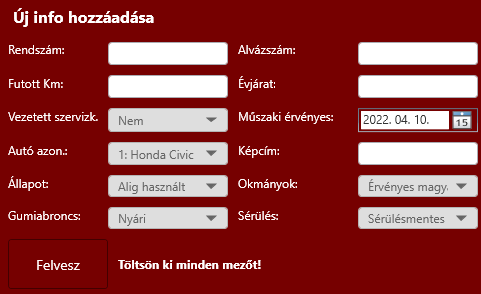 Új info hozzáadása
Rendszám: Alvázszám:
Futott Km: Évjárat:
Vezetett szervizk. Nem Műszaki érvényes: 2022. 04. 10. 15
Autó azon.: 1: Honda Civic Képcím:
Állapot: Alig használt Okmányok: Érvényes magya
Gumiabroncs: Nyári Sérülés: Sérülésmentes
Felvesz Töltsön ki minden mezőt!